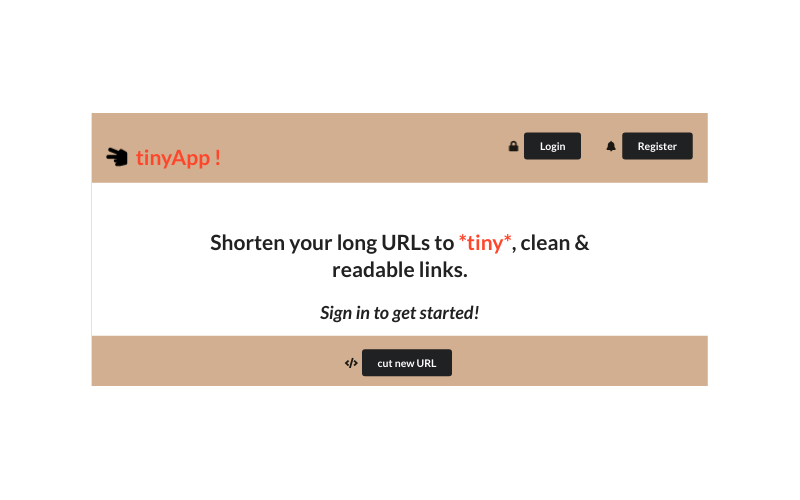 tinyApp !
Login
Register
Shorten your long URLs to *tiny*, clean &
readable links.
Sign in to get started!
cut new URL